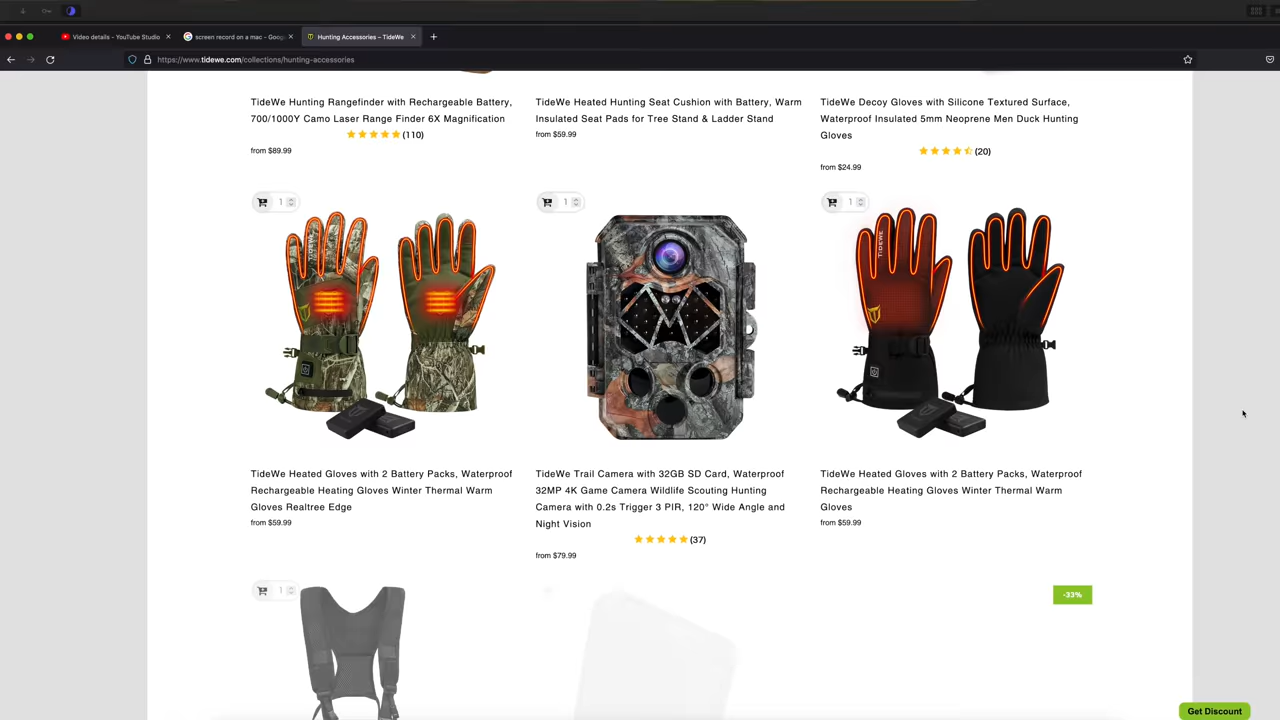 Video details - YouTube Studio
screen record on a mac - Goog
Hunting Accessories – TideWe
https://www.tidewe.com/collections/hunting-accessories
TideWe Hunting Rangefinder with Rechargeable Battery,
700/1000Y Camo Laser Range Finder 6X Magnification
(110)
from $89.99
TideWe Heated Hunting Seat Cushion with Battery, Warm
Insulated Seat Pads for Tree Stand & Ladder Stand
from $59.99
TideWe Decoy Gloves with Silicone Textured Surface,
Waterproof Insulated 5mm Neoprene Men Duck Hunting
Gloves
(20)
from $24.99
1
1
1
TIDEWE
TIDEWE
TideWe Heated Gloves with 2 Battery Packs, Waterproof
Rechargeable Heating Gloves Winter Thermal Warm
Gloves Realtree Edge
from $59.99
TideWe Trail Camera with 32GB SD Card, Waterproof
32MP 4K Game Camera Wildlife Scouting Hunting
Camera with 0.2s Trigger 3 PIR, 120° Wide Angle and
Night Vision
(37)
from $79.99
TideWe Heated Gloves with 2 Battery Packs, Waterproof
Rechargeable Heating Gloves Winter Thermal Warm
Gloves
from $59.99
1
-33%
Get Discount